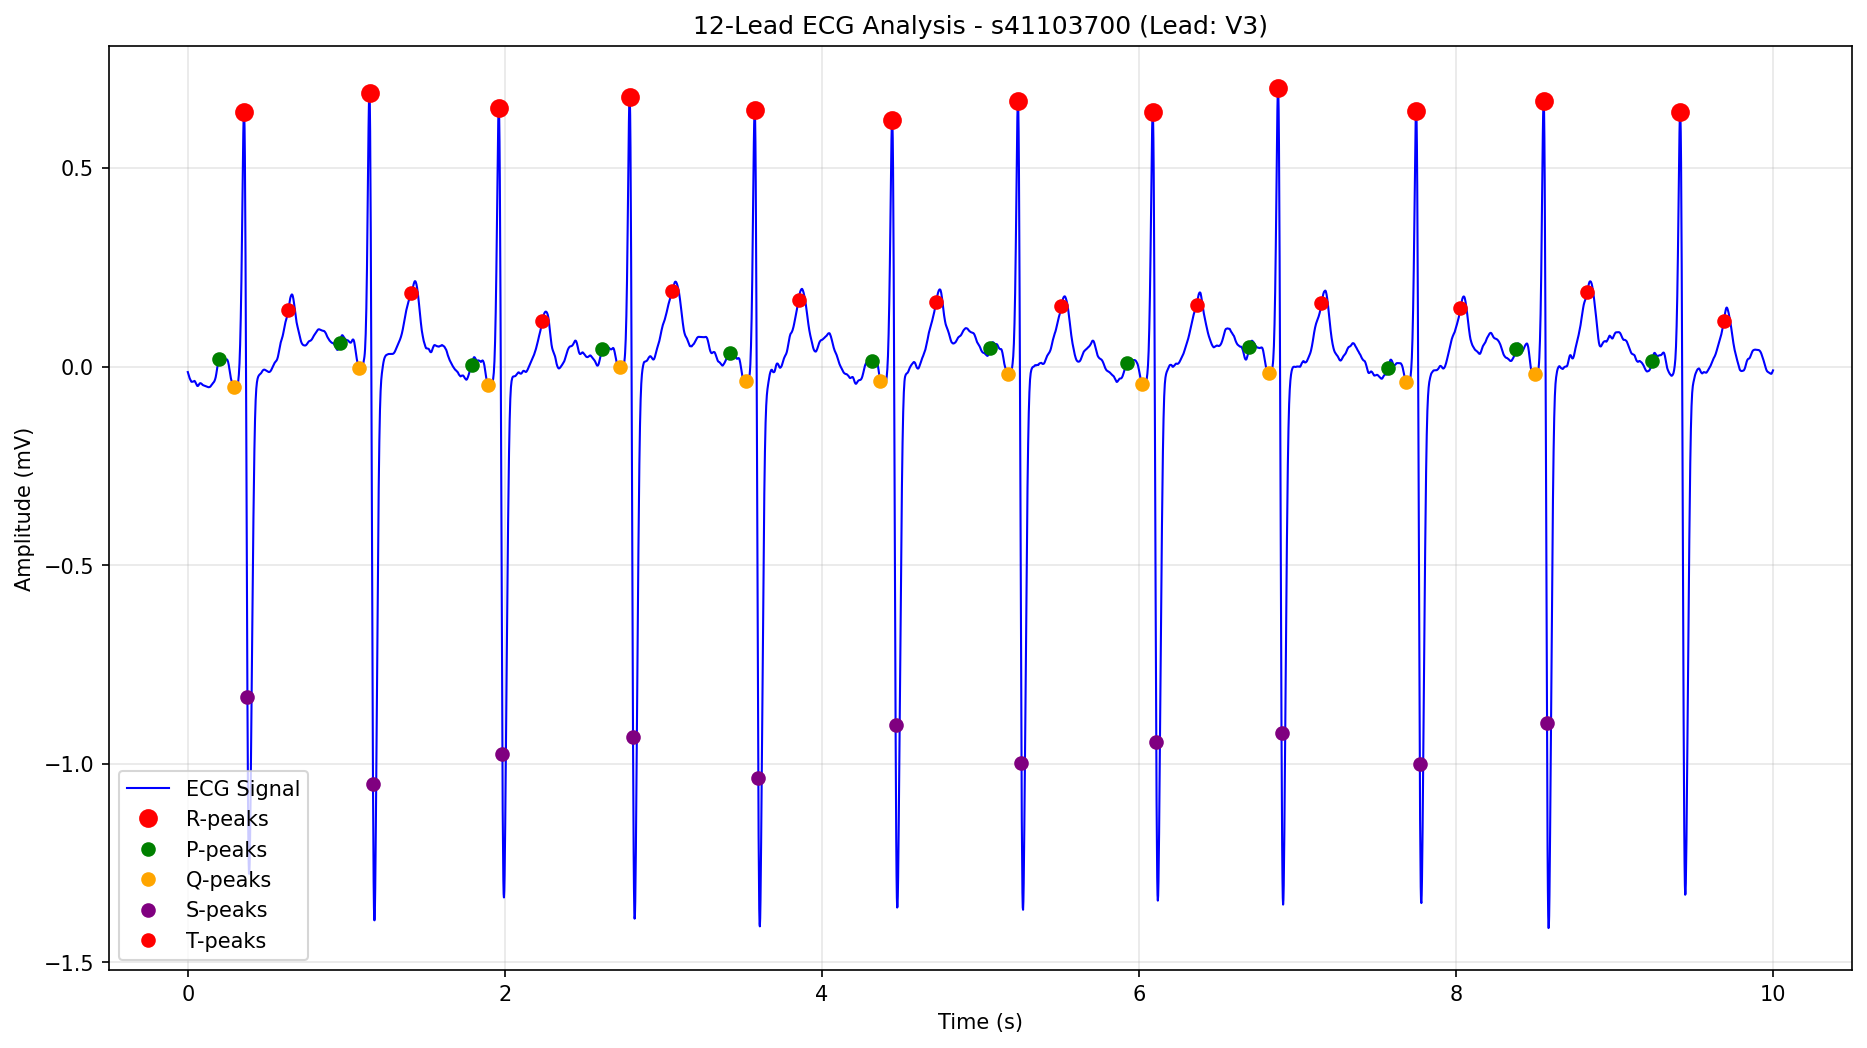 12-Lead ECG Analysis - s41103700 (Lead: V3)
Amplitude (mV)
0.5
0.0
−0.5
−1.0
−1.5
ECG Signal
R-peaks
P-peaks
Q-peaks
S-peaks
T-peaks
0 2 4 6 8 10
Time (s)